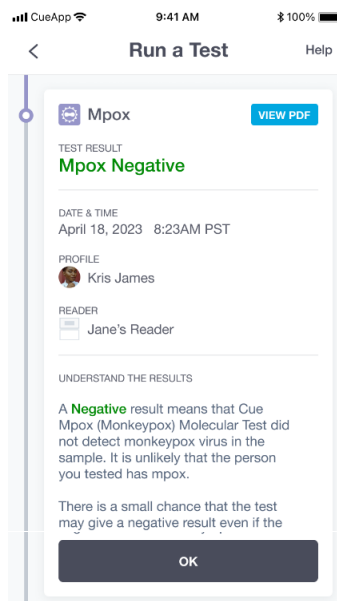 CueApp 9:41 AM 100%
Run a Test Help
Mpox VIEW PDF
TEST RESULT
Mpox Negative
DATE & TIME
April 18, 2023 8:23AM PST
PROFILE
Kris James
READER
Jane's Reader
UNDERSTAND THE RESULTS
A Negative result means that Cue
Mpox (Monkeypox) Molecular Test did
not detect monkeypox virus in the
sample. It is unlikely that the person
you tested has mpox.
There is a small chance that the test
may give a negative result even if the
OK